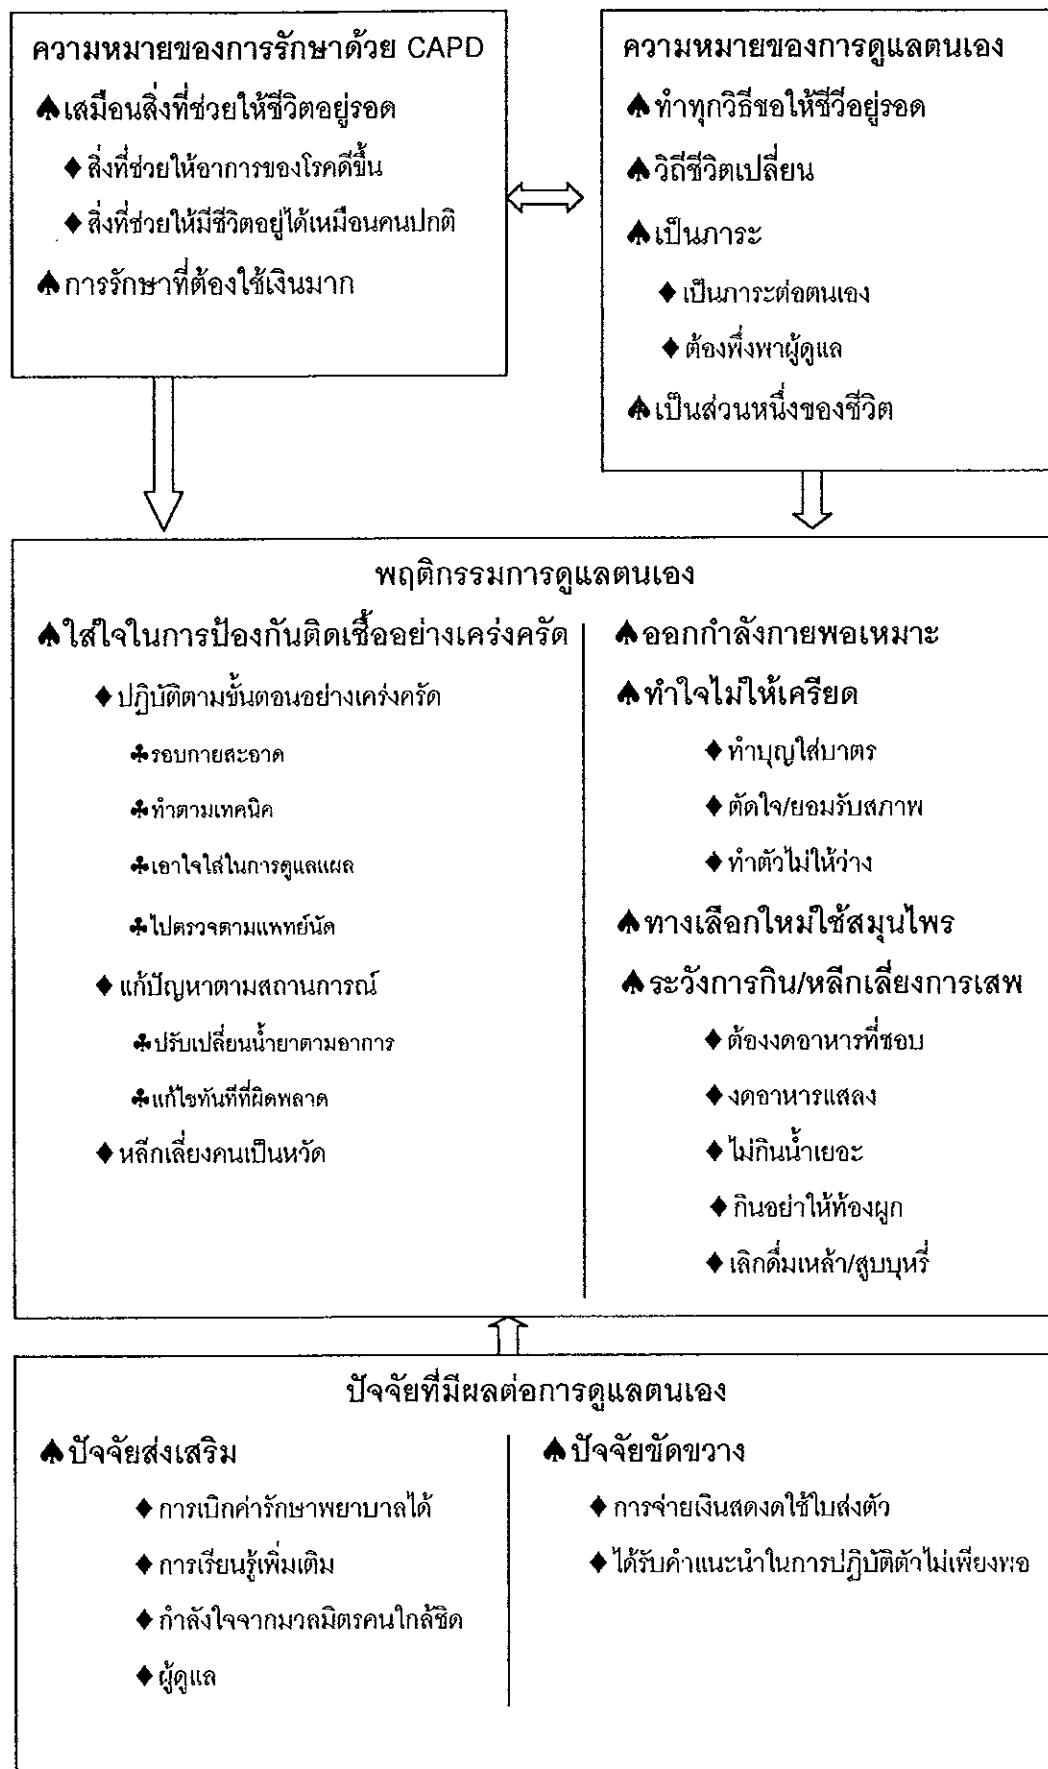 ความหมายของการรักษาด้วย CAPD
♠เสมือนสิ่งที่ช่วยให้ชีวิตอยู่รอด
♦สิ่งที่ช่วยให้อาการของโรคดีขึ้น
♦สิ่งที่ช่วยให้มีชีวิตอยู่ได้เหมือนคนปกติ
♠การรักษาที่ต้องใช้เงินมาก
ความหมายของการดูแลตนเอง
♠ทำทุกวิธีขอให้ชีวีอยู่รอด
♠วิถีชีวิตเปลี่ยน
♠เป็นภาระ
♦เป็นภาระต่อตนเอง
♦ต้องพึ่งพาผู้ดูแล
♠เป็นส่วนหนึ่งของชีวิต
พฤติกรรมการดูแลตนเอง
♠ใส่ใจในการป้องกันติดเชื้ออย่างเคร่งครัด
♦ปฏิบัติตามขั้นตอนอย่างเคร่งครัด
♣รอบกายสะอาด
♣ทำตามเทคนิค
♣เอาใจใส่ในการดูแลแผล
♣ไปตรวจตามแพทย์นัด
♦แก้ปัญหาตามสถานการณ์
♣ปรับเปลี่ยนน้ำยาตามอาการ
♣แก้ไขทันทีที่ผิดพลาด
♦หลีกเลี่ยงคนเป็นหวัด
♠ออกกำลังกายพอเหมาะ
♠ทำใจไม่ให้เครียด
♦ทำบุญใส่บาตร
♦ตัดใจ/ยอมรับสภาพ
♦ทำตัวไม่ให้ว่าง
♠ทางเลือกใหม่ใช้สมุนไพร
♠ระวังการกิน/หลีกเลี่ยงการเสพ
♦ต้องงดอาหารที่ชอบ
♦งดอาหารแสลง
♦ไม่กินน้ำเยอะ
♦กินอย่าให้ท้องผูก
♦เลิกดื่มเหล้า/สูบบุหรี่
ปัจจัยที่มีผลต่อการดูแลตนเอง
♠ปัจจัยส่งเสริม
♦การเบิกค่ารักษาพยาบาลได้
♦การเรียนรู้เพิ่มเติม
♦กำลังใจจากมวลมิตรคนใกล้ชิด
♦ผู้ดูแล
♠ปัจจัยขัดขวาง
♦การจ่ายเงินสดงดใช้ใบส่งตัว
♦ได้รับคำแนะนำในการปฏิบัติตัวไม่เพียงพอ